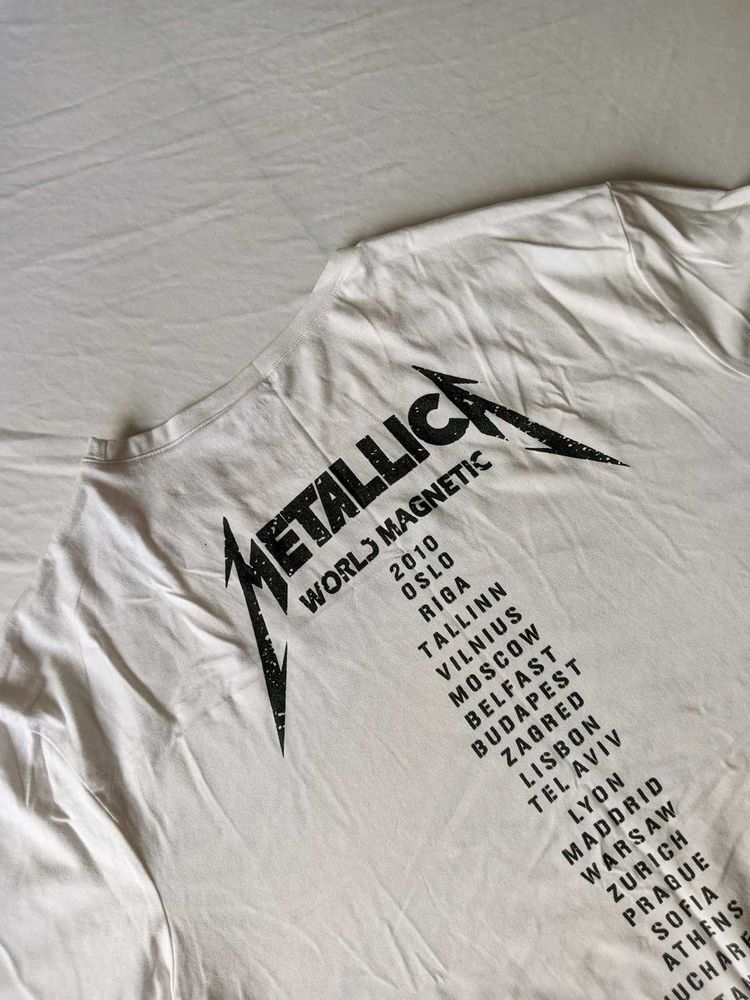 METALLICA
WORLD MAGNETIC
2010
OSLO
RIGA
TALLINN
VILNIUS
MOSCOW
BELFAST
BUDAPEST
ZAGRED
LISBON
TEL AVIV
LYON
MADDRID
WARSAW
ZURICH
PRAGUE
SOFIA
ATHENS